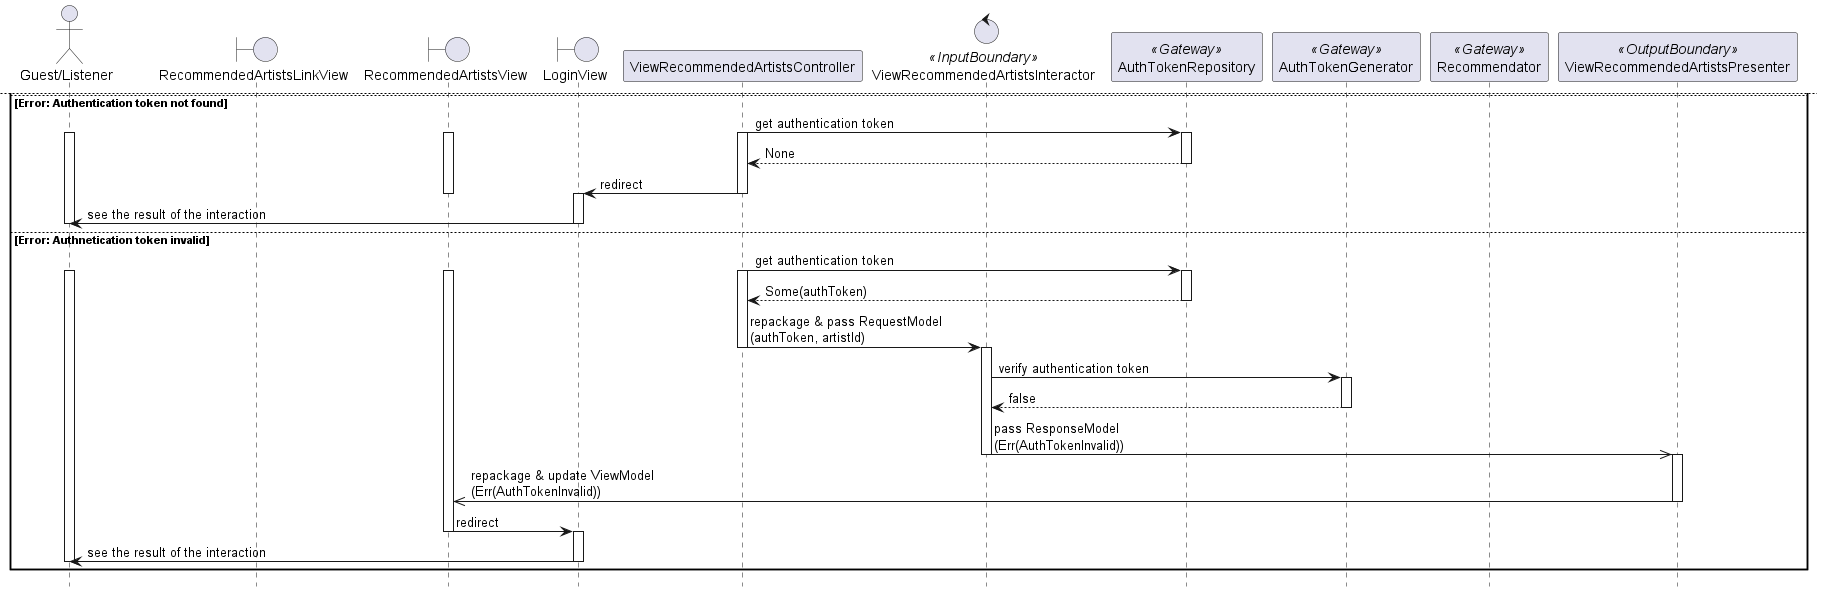 Guest/Listener
RecommendedArtistsLinkView
RecommendedArtistsView
LoginView
ViewRecommendedArtistsController
«InputBoundary»
ViewRecommendedArtistsInteractor
«Gateway»
AuthTokenRepository
«Gateway»
AuthTokenGenerator
«Gateway»
Recommendator
«OutputBoundary»
ViewRecommendedArtistsPresenter
[Error: Authentication token not found]
get authentication token
None
redirect
see the result of the interaction
[Error: Authnetication token invalid]
get authentication token
Some(authToken)
repackage & pass RequestModel
(authToken, artistId)
verify authentication token
false
pass ResponseModel
(Err(AuthTokenInvalid))
repackage & update ViewModel
(Err(AuthTokenInvalid))
redirect
see the result of the interaction